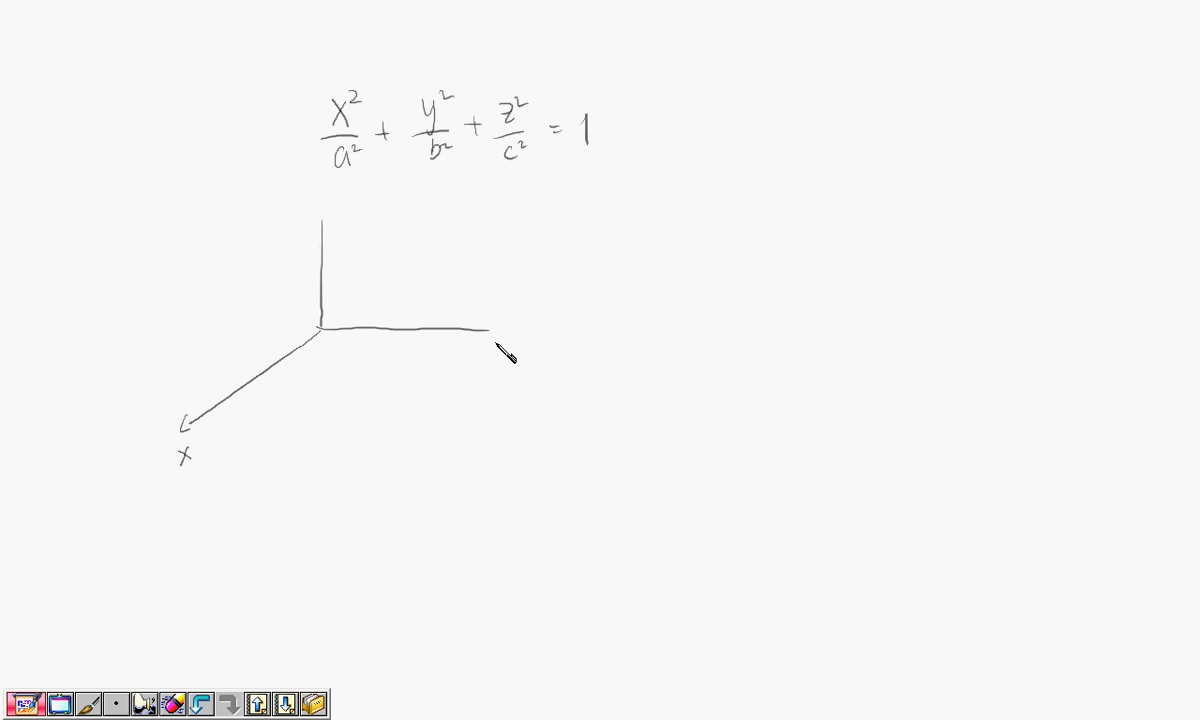 x²/a² + y²/b² + z²/c² = 1
x